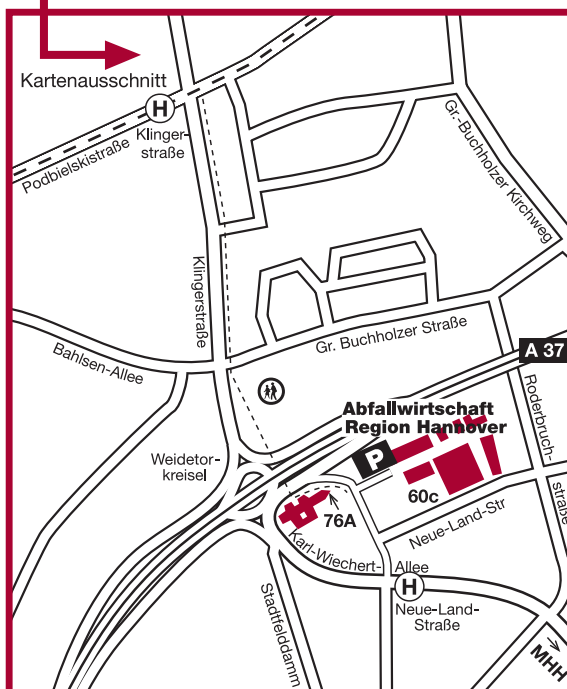 Kartenausschnitt
H
Klinger-
straße
Podbielskistraße
Gr.-Buchholzer Kirchweg
Klingerstraße
Gr. Buchholzer Straße
Bahlsen-Allee
A 37
Roderbruch-
straße
Abfallwirtschaft
Region Hannover
P
Weidetor-
kreisel
60c
76A
Neue-Land-Str
Karl-Wiechert-
Allee
H
Neue-Land-
Straße
Stadtfelddamm
MHH